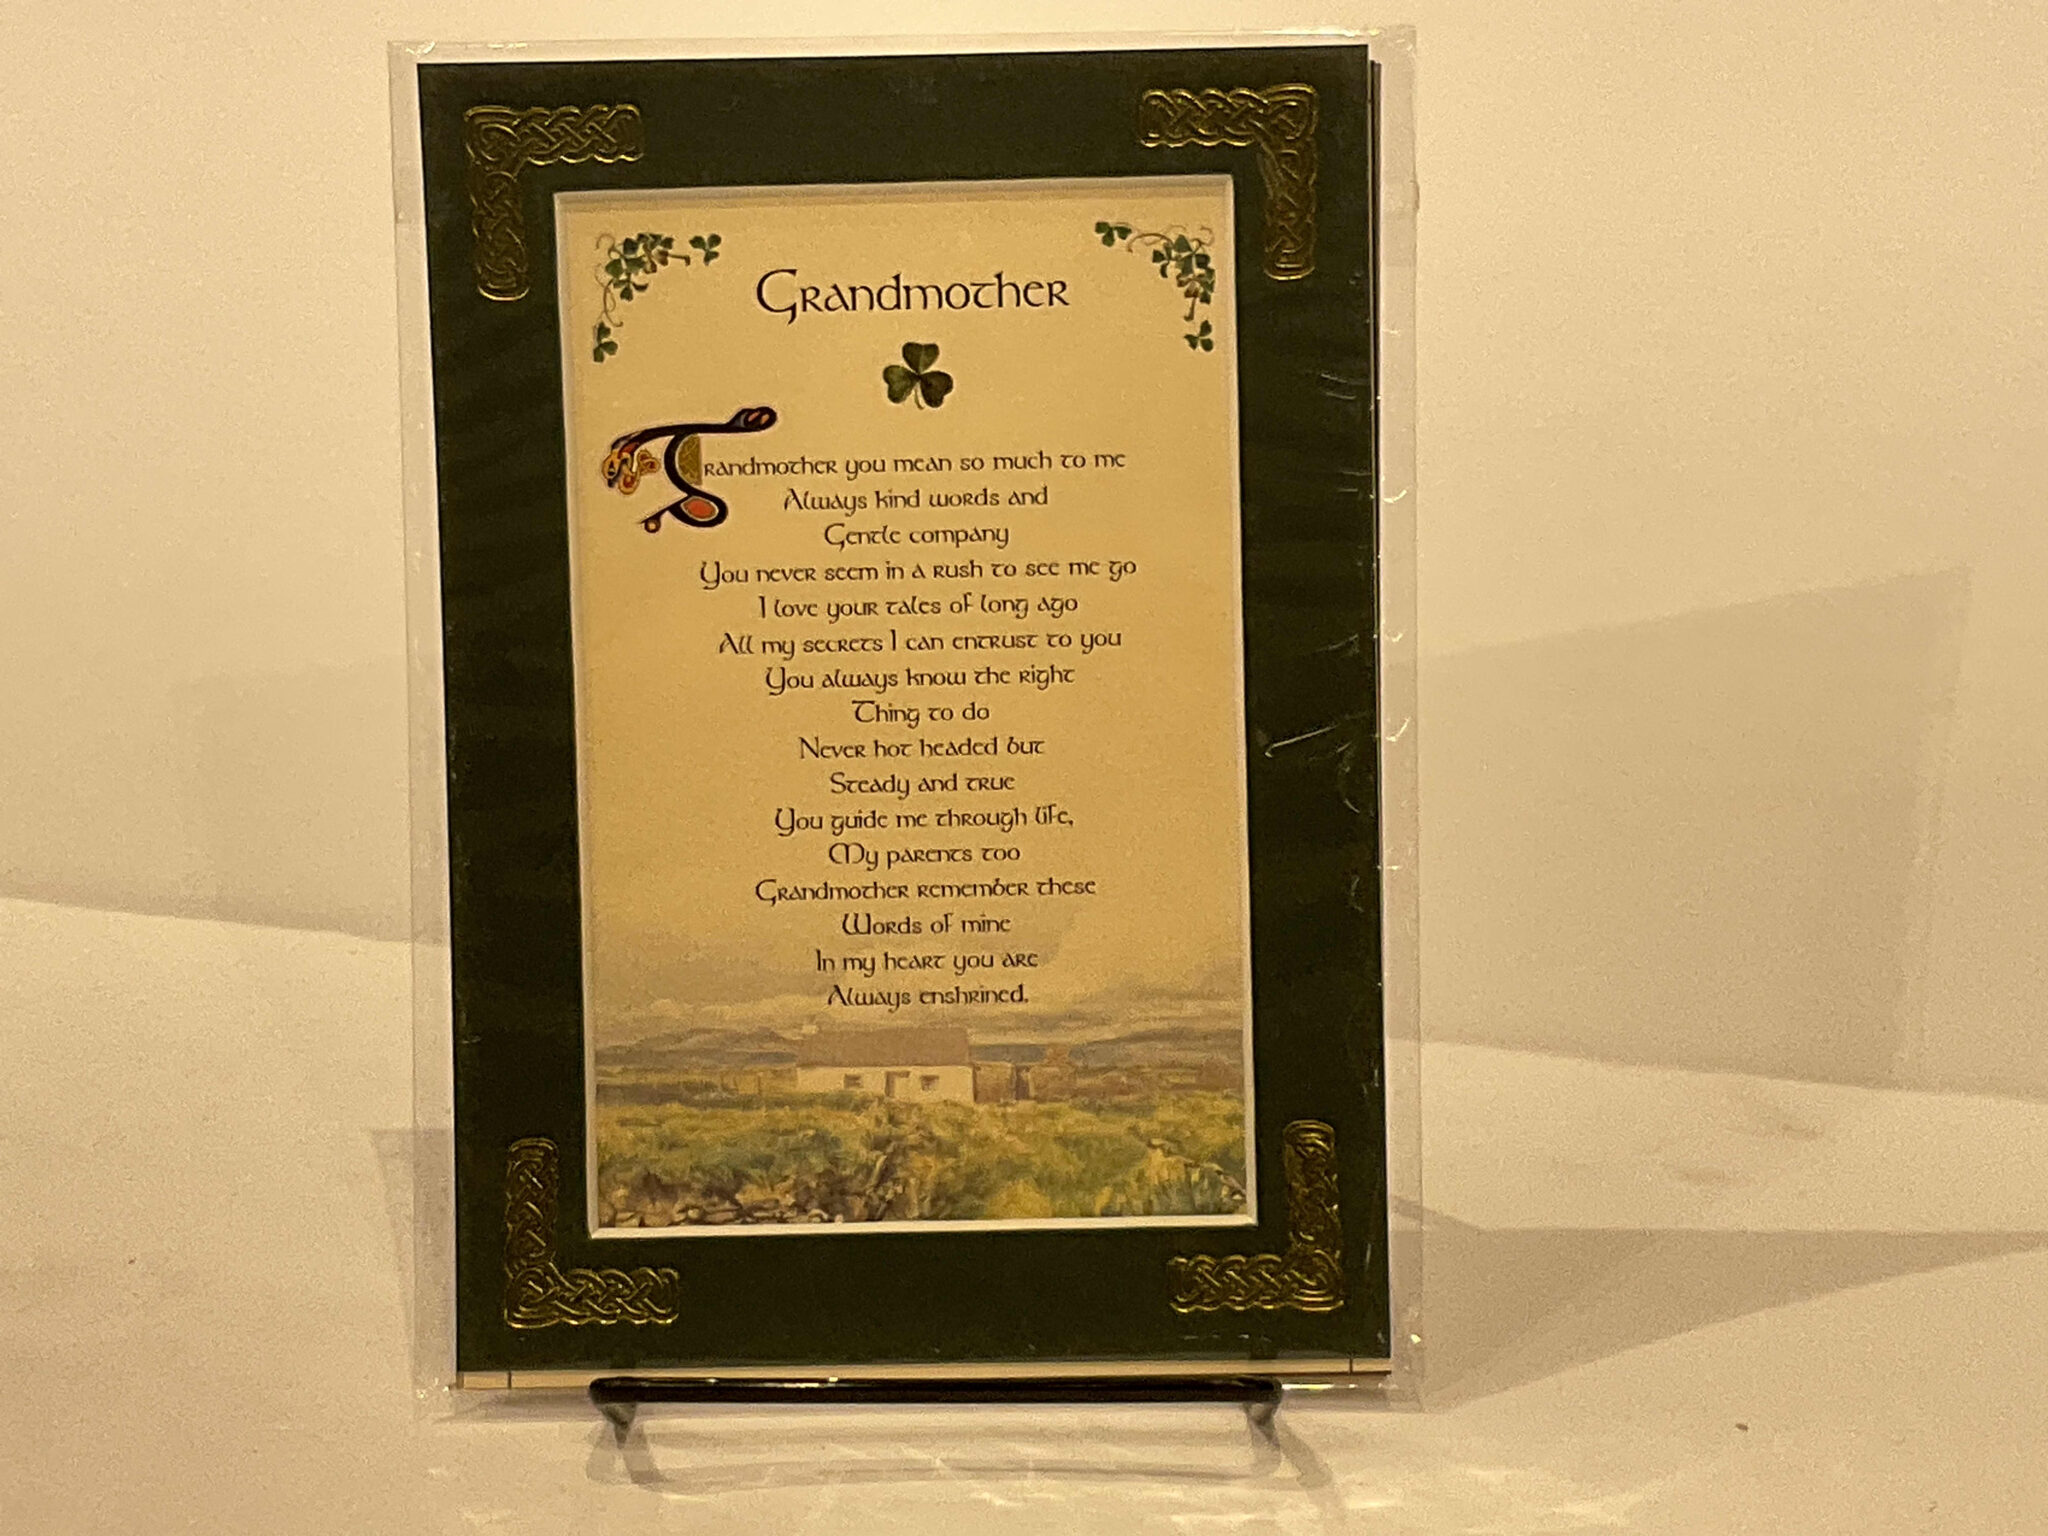 Grandmother
Grandmother you mean so much to me
Always kind words and
Gentle company
You never seem in a rush to see me go
I love your tales of long ago
All my secrets I can entrust to you
You always know the right
Thing to do
Never hot headed but
Steady and true
You guide me through life,
My parents too
Grandmother remember these
Words of mine
In my heart you are
Always enshrined.